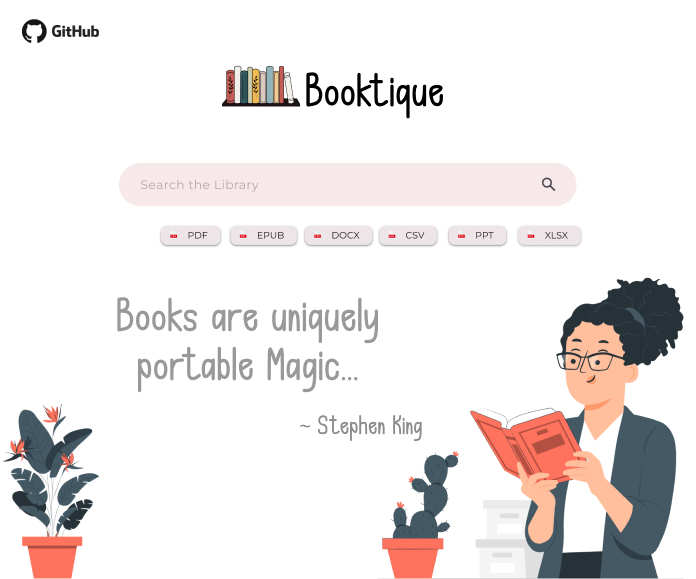 GitHub
Booktique
Search the Library
PDF EPUB DOCX CSV PPT XLSX
Books are uniquely
portable Magic...
~ Stephen King